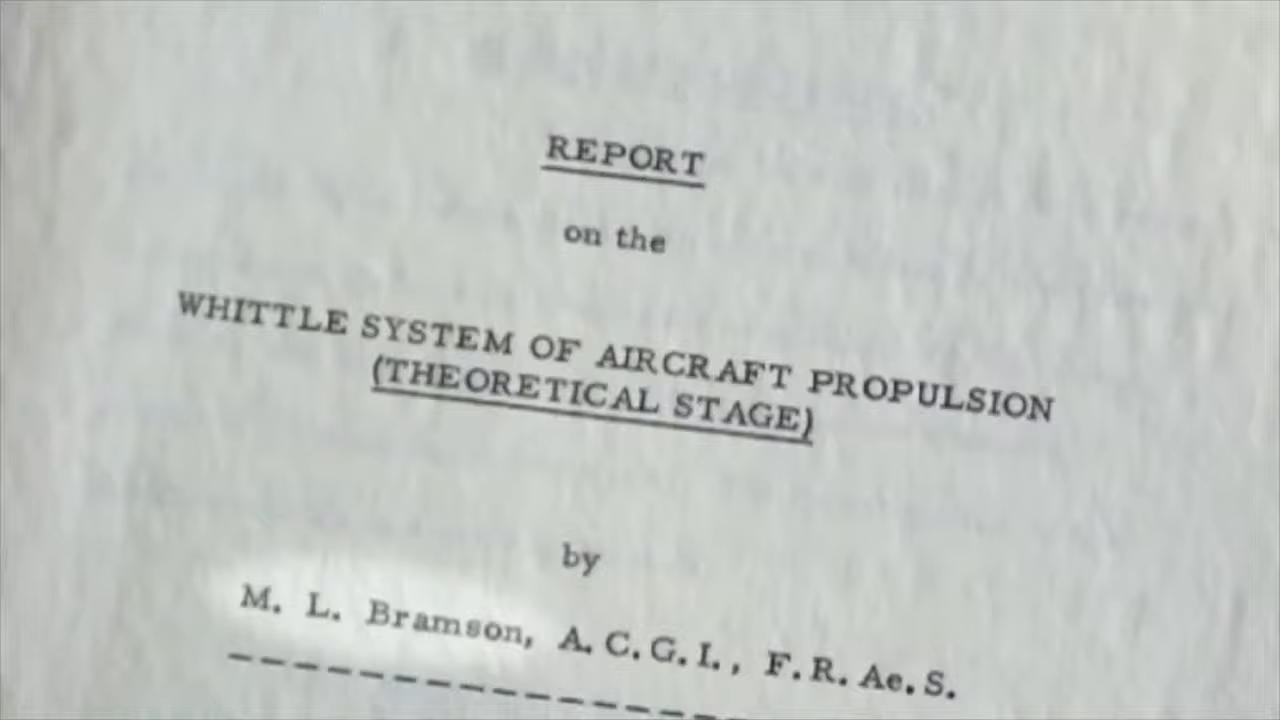 REPORT
on the
WHITTLE SYSTEM OF AIRCRAFT PROPULSION
(THEORETICAL STAGE)
by
M. L. Bramson, A.C.G.I., F.R.Ae.S.